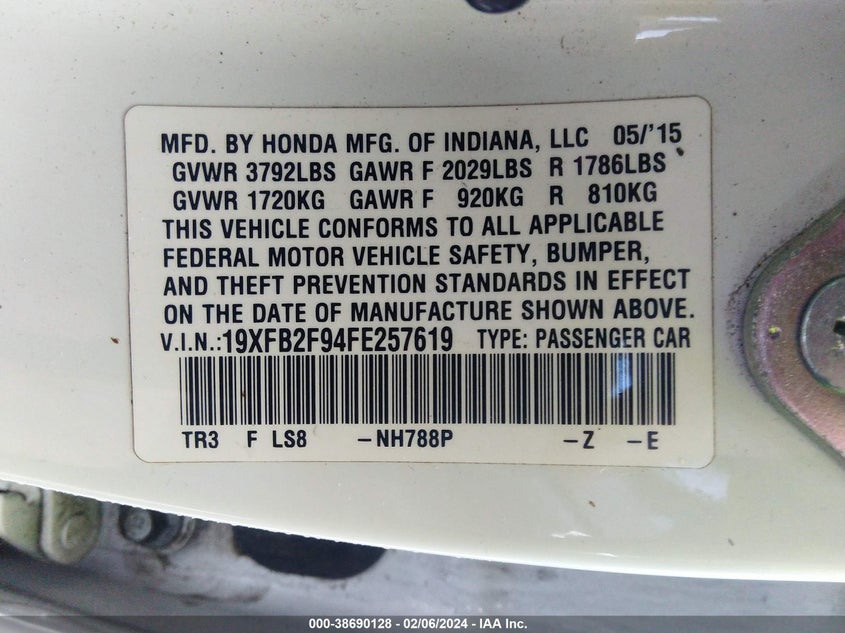 MFD. BY HONDA MFG. OF INDIANA, LLC 05/'15
GVWR 3792LBS GAWR F 2029LBS R 1786LBS
GVWR 1720KG GAWR F 920KG R 810KG
THIS VEHICLE CONFORMS TO ALL APPLICABLE
FEDERAL MOTOR VEHICLE SAFETY, BUMPER,
AND THEFT PREVENTION STANDARDS IN EFFECT
ON THE DATE OF MANUFACTURE SHOWN ABOVE.
V.I.N.:19XFB2F94FE257619 TYPE: PASSENGER CAR
TR3 F LS8 -NH788P -Z -E
000-38690128 - 02/06/2024 - IAA Inc.